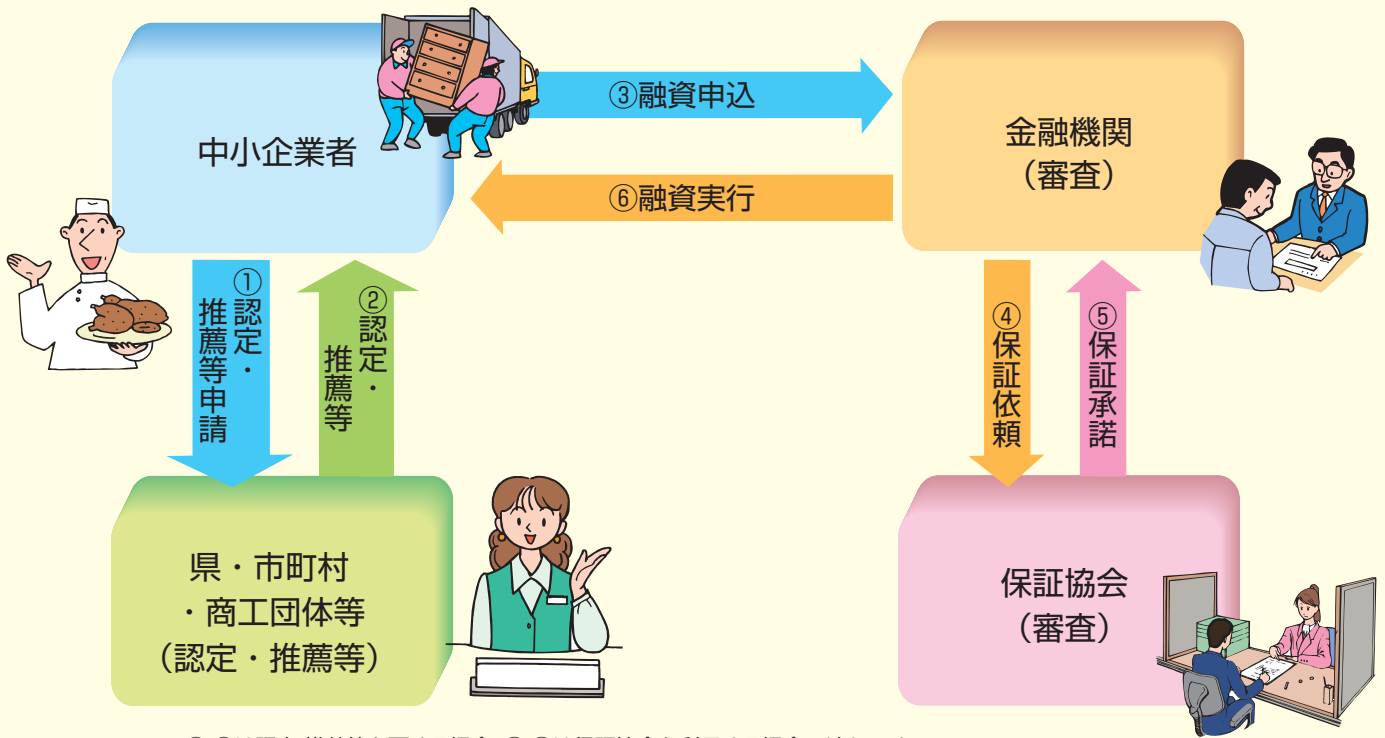 中小企業者
③融資申込
金融機関
（審査）
⑥融資実行
①認定・
推薦等申請
②認定・
推薦等
④保証依頼
⑤保証承諾
県・市町村
・商工団体等
（認定・推薦等）
保証協会
（審査）